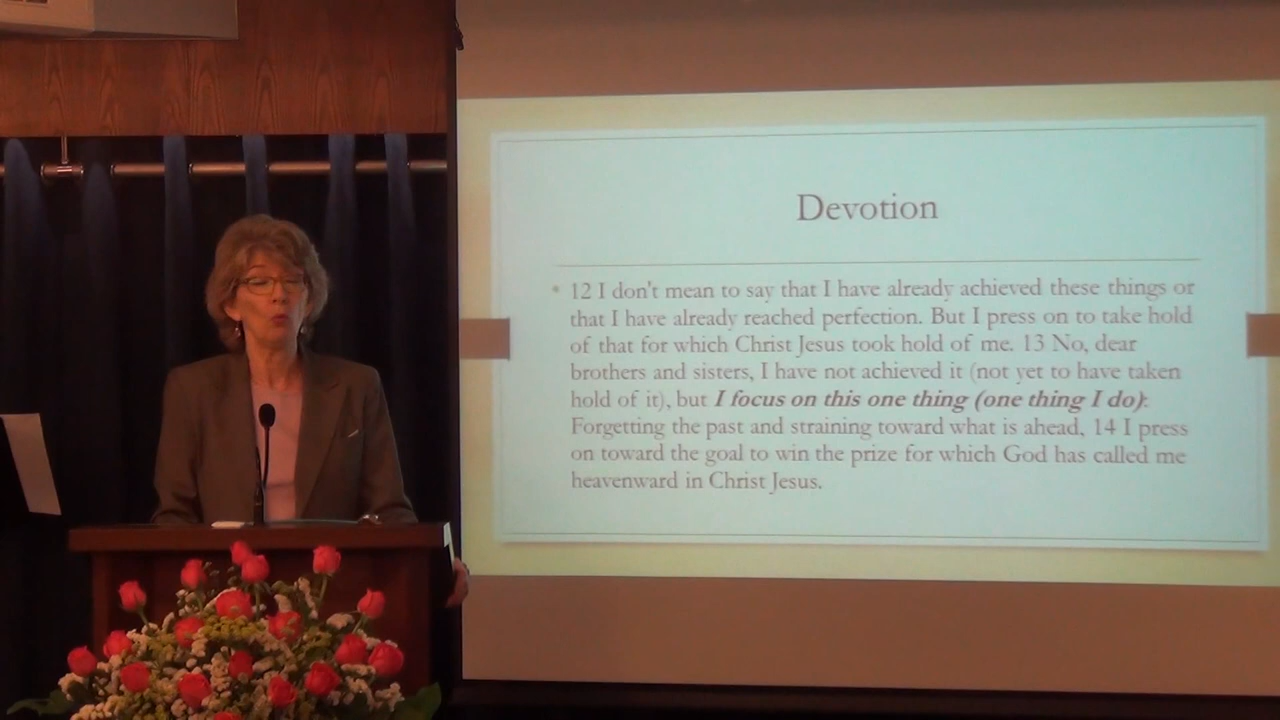 Devotion
12 I don't mean to say that I have already achieved these things or
that I have already reached perfection. But I press on to take hold
of that for which Christ Jesus took hold of me. 13 No, dear
brothers and sisters, I have not achieved it (not yet to have taken
hold of it), but I focus on this one thing (one thing I do):
Forgetting the past and straining toward what is ahead, 14 I press
on toward the goal to win the prize for which God has called me
heavenward in Christ Jesus.